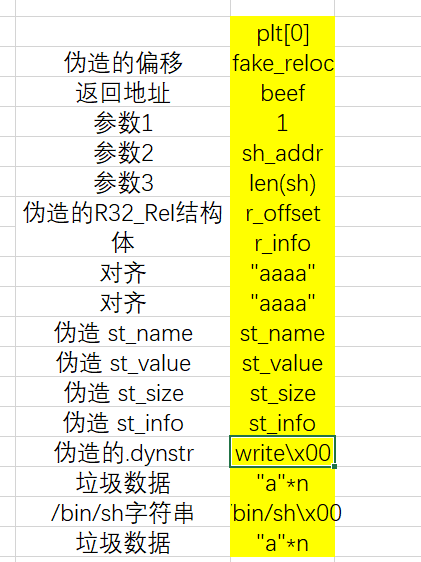 plt[0]
伪造的偏移 fake_reloc
返回地址 beef
参数1 1
参数2 sh_addr
参数3 len(sh)
伪造的R32_Rel结构 r_offset
体 r_info
对齐 "aaaa"
对齐 "aaaa"
伪造 st_name st_name
伪造 st_value st_value
伪造 st_size st_size
伪造 st_info st_info
伪造的.dynstr write\x00
垃圾数据 "a"*n
/bin/sh字符串 /bin/sh\x00
垃圾数据 "a"*n